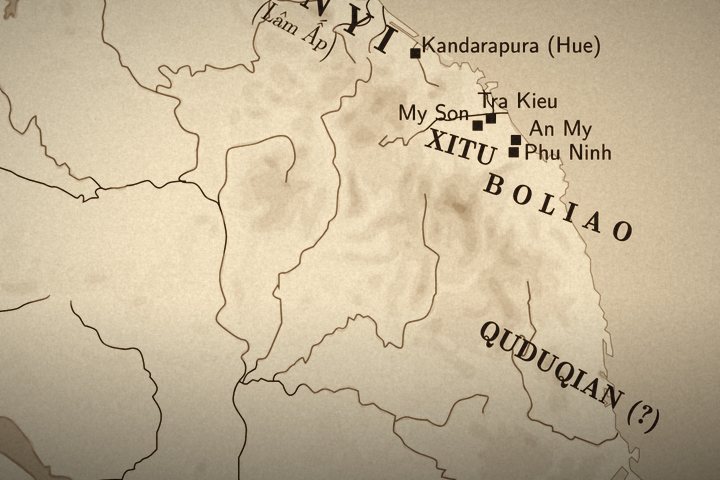 NYI
(Lâm Ấp)
Kandarapura (Hue)
Tra Kieu
My Son
An My
XITU
Phu Ninh
BOLIAO
QUDUQIAN (?)